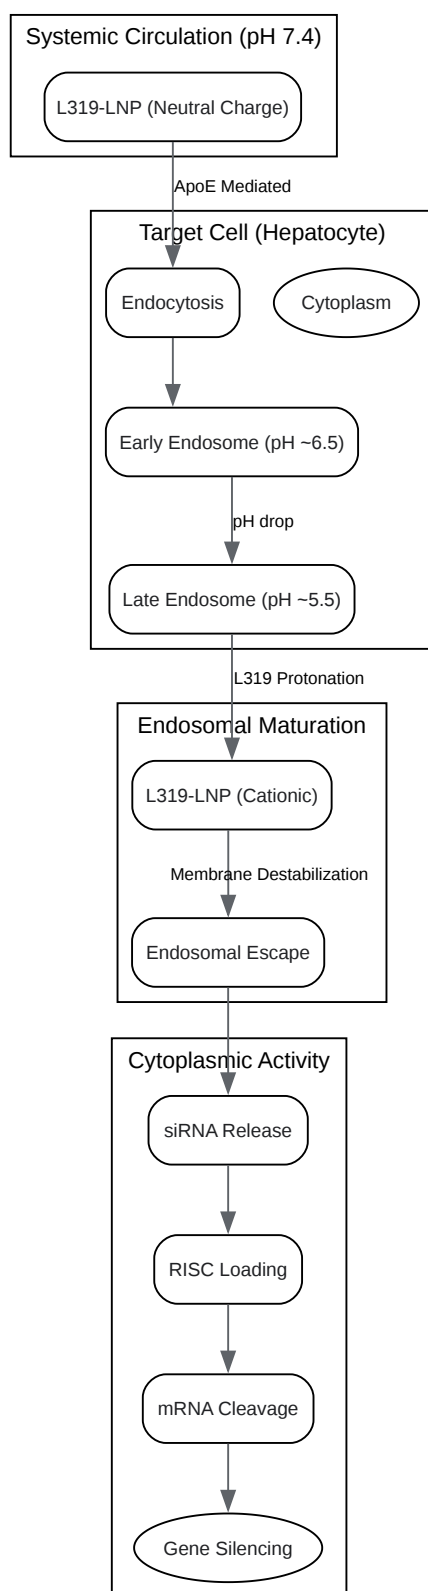 Systemic Circulation (pH 7.4)
L319-LNP (Neutral Charge)
ApoE Mediated
Target Cell (Hepatocyte)
Endocytosis
Cytoplasm
Early Endosome (pH ~6.5)
pH drop
Late Endosome (pH ~5.5)
L319 Protonation
Endosomal Maturation
L319-LNP (Cationic)
Membrane Destabilization
Endosomal Escape
Cytoplasmic Activity
siRNA Release
RISC Loading
mRNA Cleavage
Gene Silencing